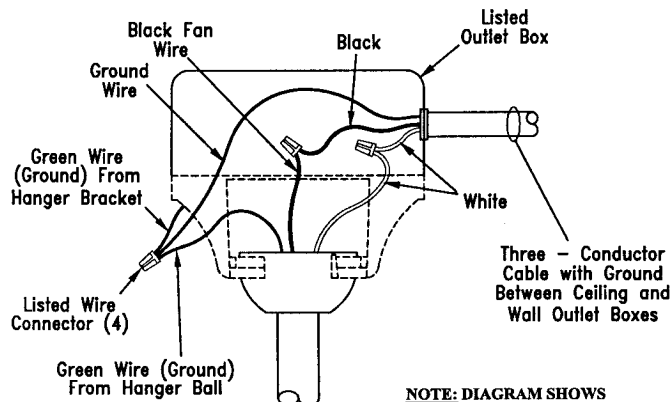 Listed
Outlet Box
Black Fan
Wire
Black
Ground
Wire
Green Wire
(Ground) From
Hanger Bracket
White
Three - Conductor
Cable with Ground
Between Ceiling and
Wall Outlet Boxes
Listed Wire
Connector (4)
Green Wire (Ground)
From Hanger Ball
NOTE: DIAGRAM SHOWS